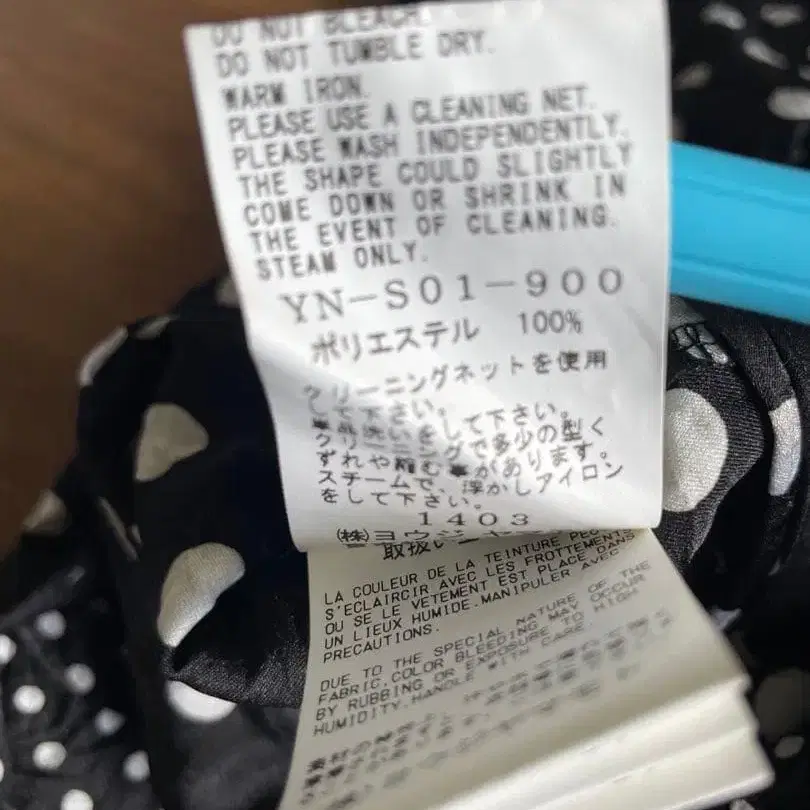 DO NOT BLEACH.
DO NOT TUMBLE DRY.
WARM IRON.
PLEASE USE A CLEANING NET.
PLEASE WASH INDEPENDENTLY.
THE SHAPE COULD SLIGHTLY
COME DOWN OR SHRINK IN
THE EVENT OF CLEANING.
STEAM ONLY.
YN-S01-900
ポリエステル 100%
クリーニングネットを使用
して下さい。
単品洗いをして下さい。
クリーニングで多少の型く
ずれや縮む事があります。
スチームで、浮かしアイロン
をして下さい。
1403
(株)ヨウジ
取扱い
LA COULEUR DE LA TEINTURE
S'ECLAIRCIR AVEC LES FROTTEMENTS
OU SE LE VETEMENT EST PLACE DANS
UN LIEUX HUMIDE.MANIPULER AVEC
PRECAUTIONS.
DUE TO THE SPECIAL NATURE OF THE
FABRIC,COLOR BLEEDING MAY OCCUR
BY RUBBING OR EXPOSURE TO HIGH
HUMIDITY.HANDLE WITH CARE.